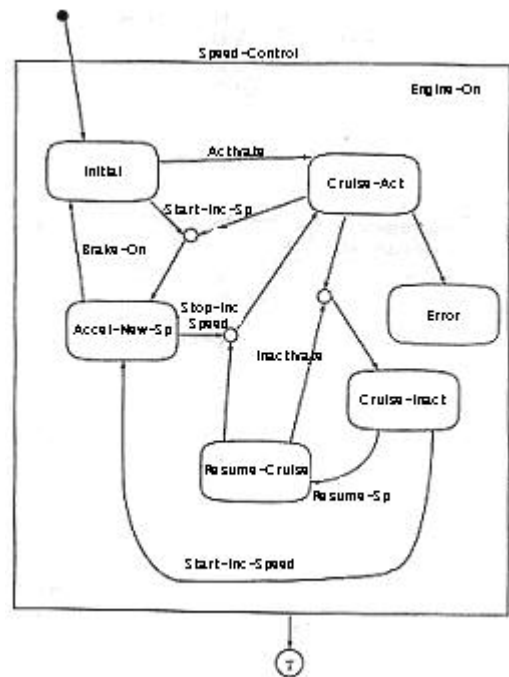 Speed-Control
Engine-On
Activate
Initial
Cruise-Act
Start-Inc-Sp
Brake-On
Stop-Inc
Speed
Accel-New-Sp
Error
Inactivate
Cruise-Inact
Resume-Cruise
Resume-Sp
Start-Inc-Speed
T